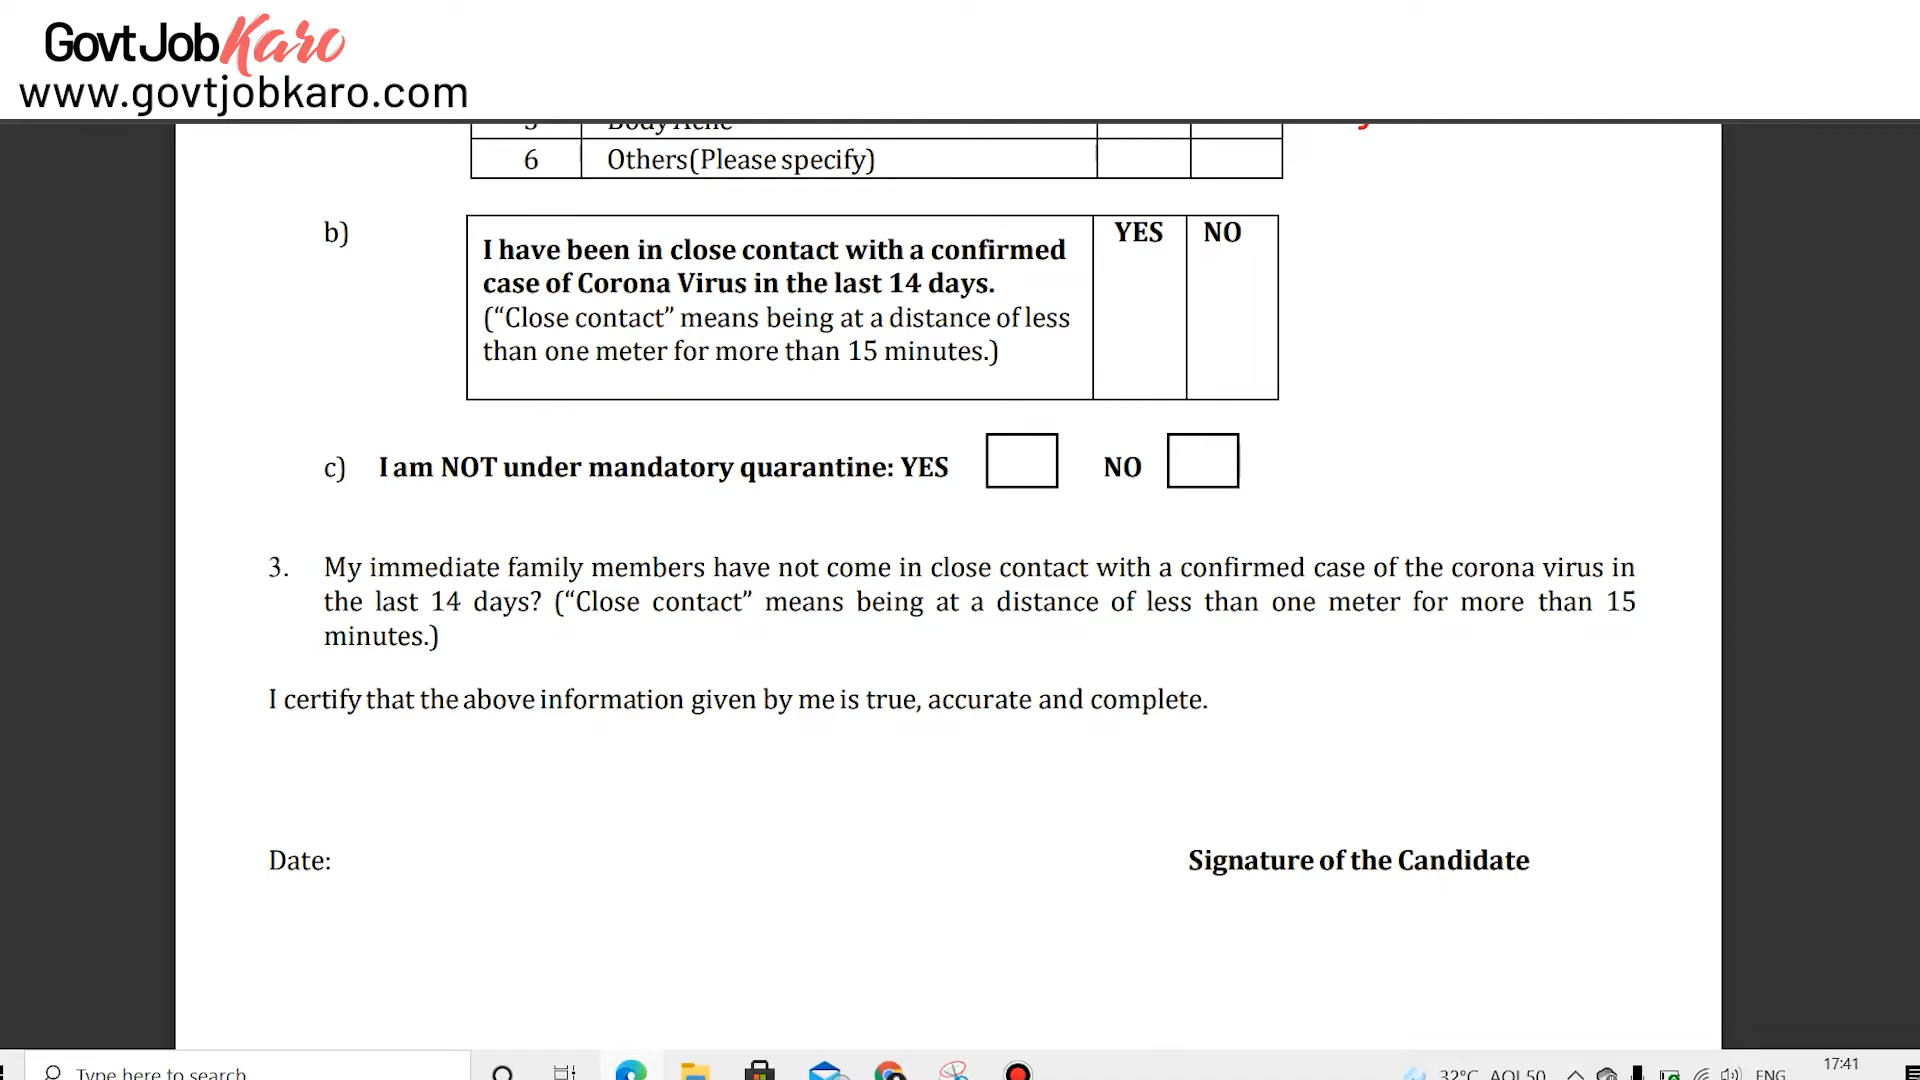 GovtJobKaro
www.govtjobkaro.com
5 Body Ache
6 Others(Please specify)
b) I have been in close contact with a confirmed YES NO
case of Corona Virus in the last 14 days.
(“Close contact” means being at a distance of less
than one meter for more than 15 minutes.)
c) I am NOT under mandatory quarantine: YES NO
3. My immediate family members have not come in close contact with a confirmed case of the corona virus in
the last 14 days? (“Close contact” means being at a distance of less than one meter for more than 15
minutes.)
I certify that the above information given by me is true, accurate and complete.
Date: Signature of the Candidate
Type here to search 32°C AQI 50 ENG 17:41